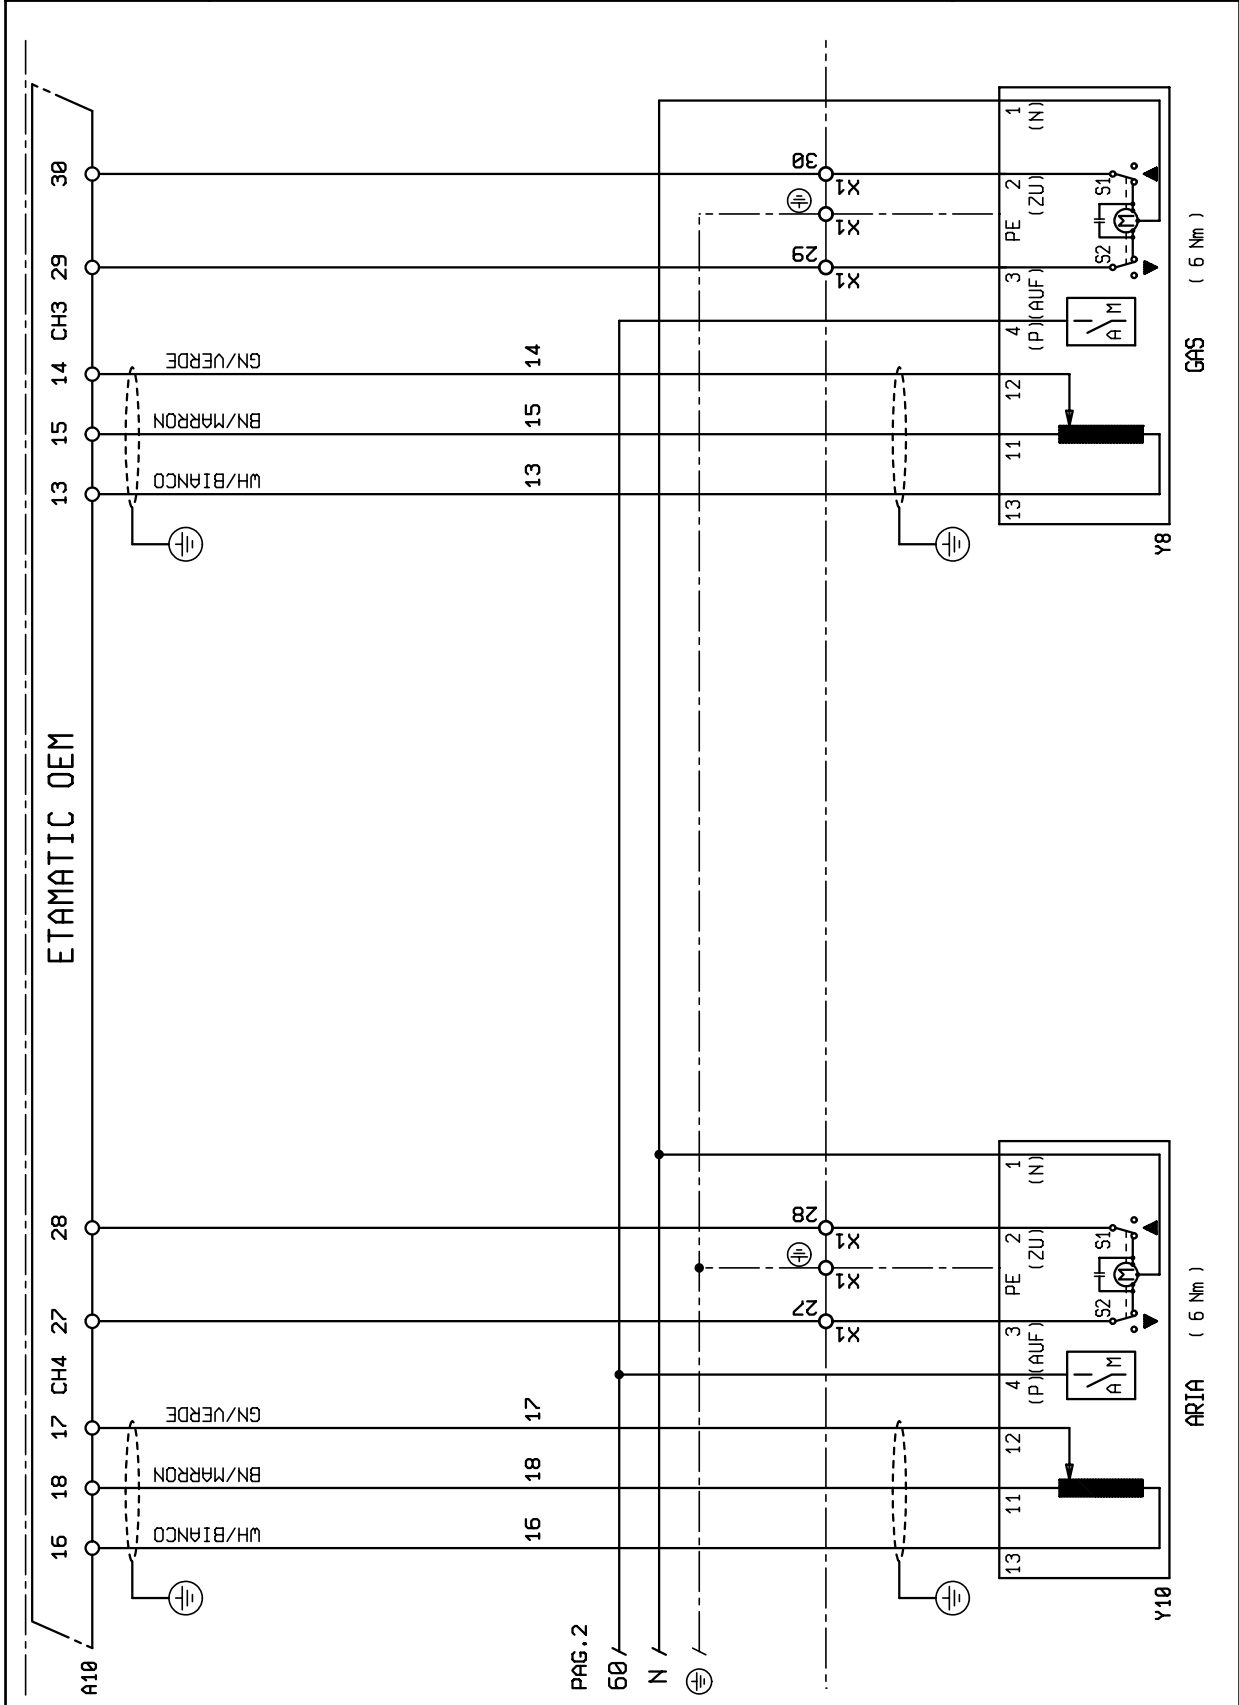 ETAMATIC OEM
A10
16 18 17 CH4 27 28 13 15 14 CH3 29 30
WH/BIANCO
BN/MARRON
GN/VERDE
WH/BIANCO
BN/MARRON
GN/VERDE
16 18 17 13 15 14
PAG.2
60
N
27 28 29 30
X1 X1 X1 X1 X1 X1
13 11 12 4 3 PE 2 1
(P) (AUF) (ZU) (N)
A M S2 M S1
Y10
ARIA ( 6 Nm )
13 11 12 4 3 PE 2 1
(P) (AUF) (ZU) (N)
A M S2 M S1
Y8
GAS ( 6 Nm )